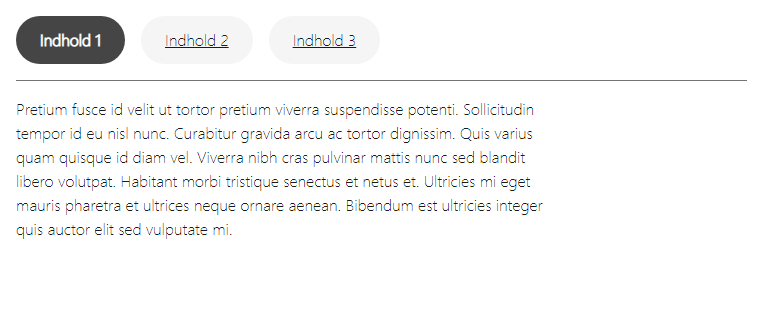 Indhold 1 Indhold 2 Indhold 3
Pretium fusce id velit ut tortor pretium viverra suspendisse potenti. Sollicitudin
tempor id eu nisl nunc. Curabitur gravida arcu ac tortor dignissim. Quis varius
quam quisque id diam vel. Viverra nibh cras pulvinar mattis nunc sed blandit
libero volutpat. Habitant morbi tristique senectus et netus et. Ultricies mi eget
mauris pharetra et ultrices neque ornare aenean. Bibendum est ultricies integer
quis auctor elit sed vulputate mi.